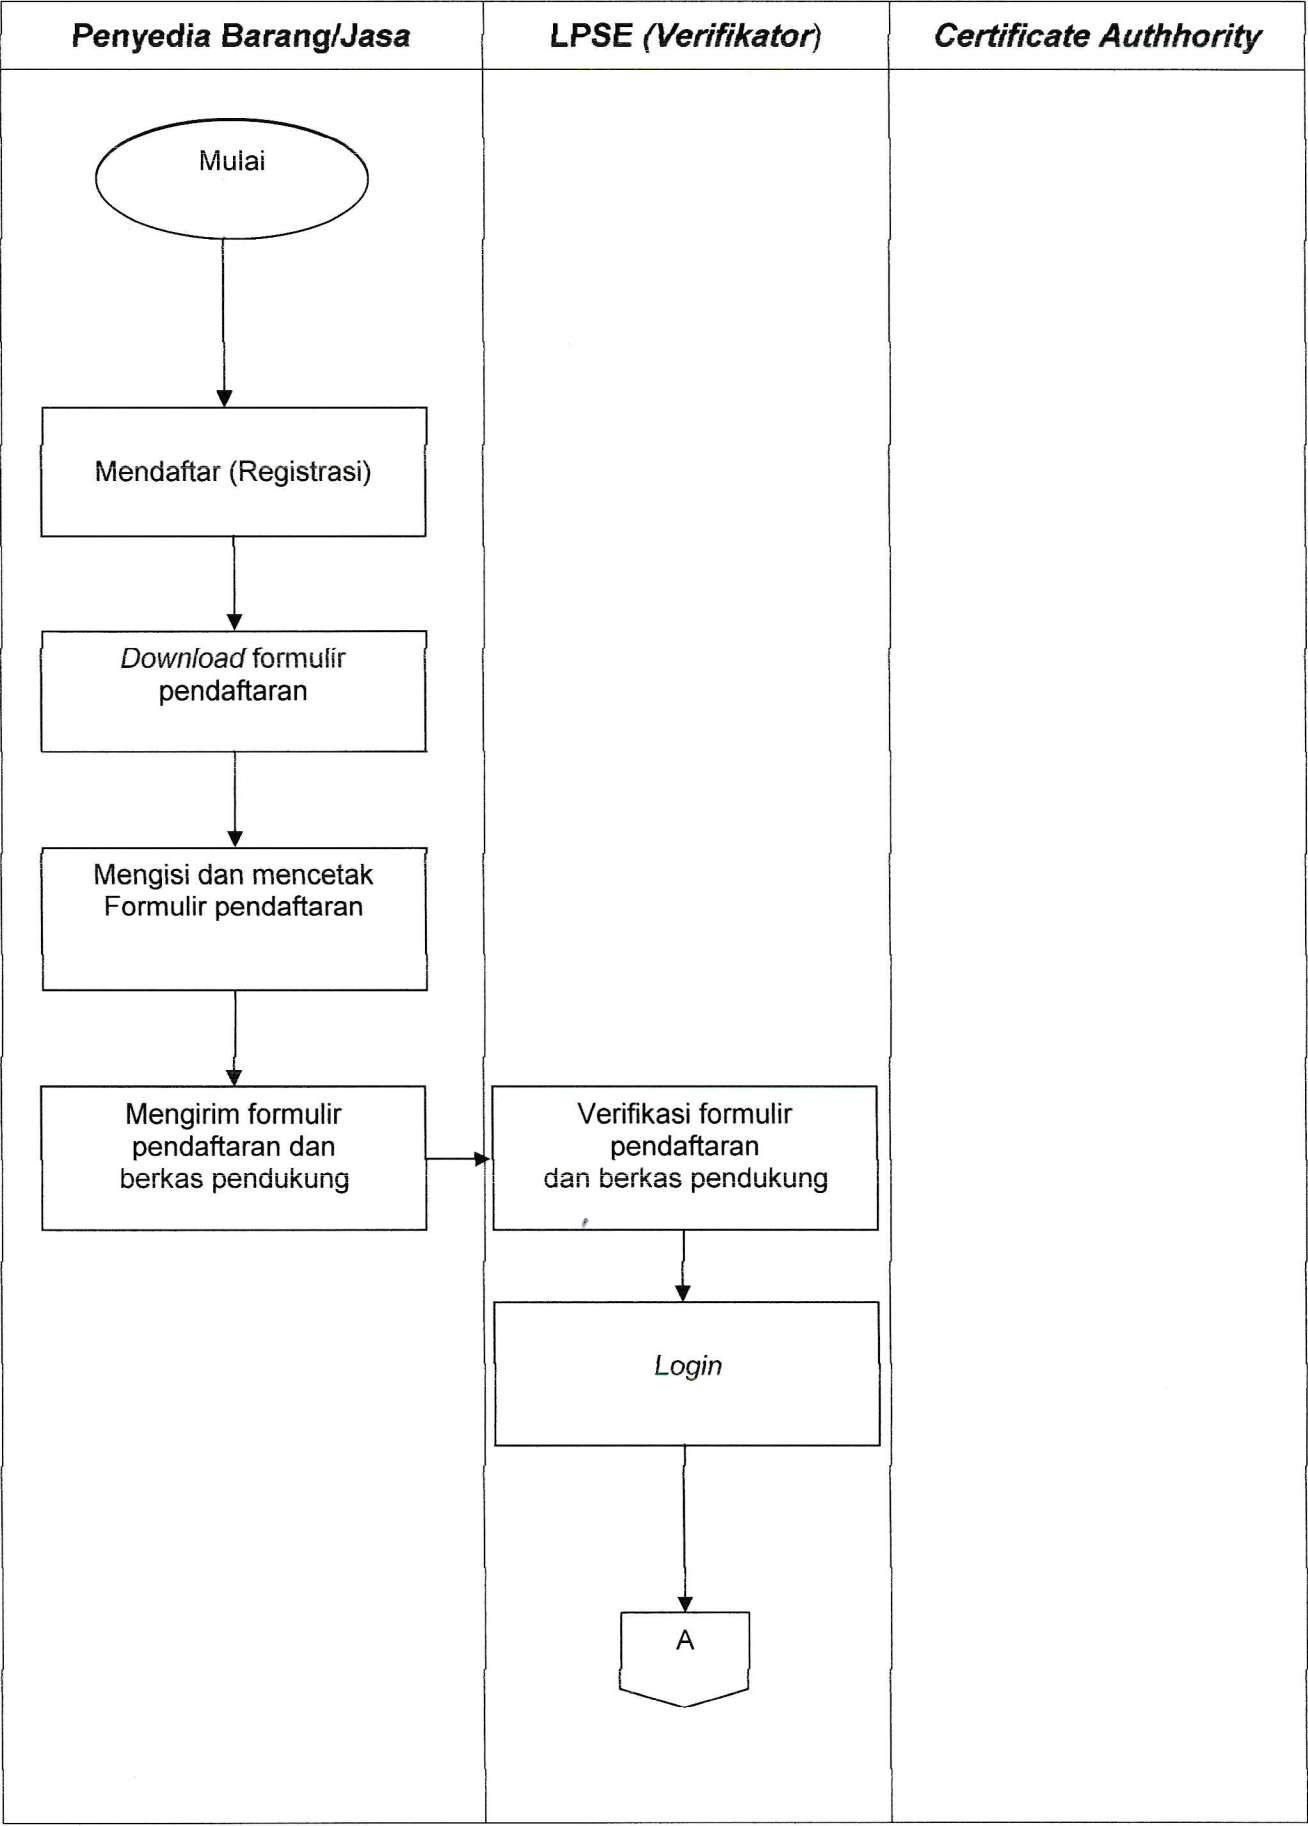 Penyedia Barang/Jasa
LPSE (Verifikator)
Certificate Authhority
Mulai
Mendaftar (Registrasi)
Download formulir
pendaftaran
Mengisi dan mencetak
Formulir pendaftaran
Mengirim formulir
pendaftaran dan
berkas pendukung
Verifikasi formulir
pendaftaran
dan berkas pendukung
Login
A